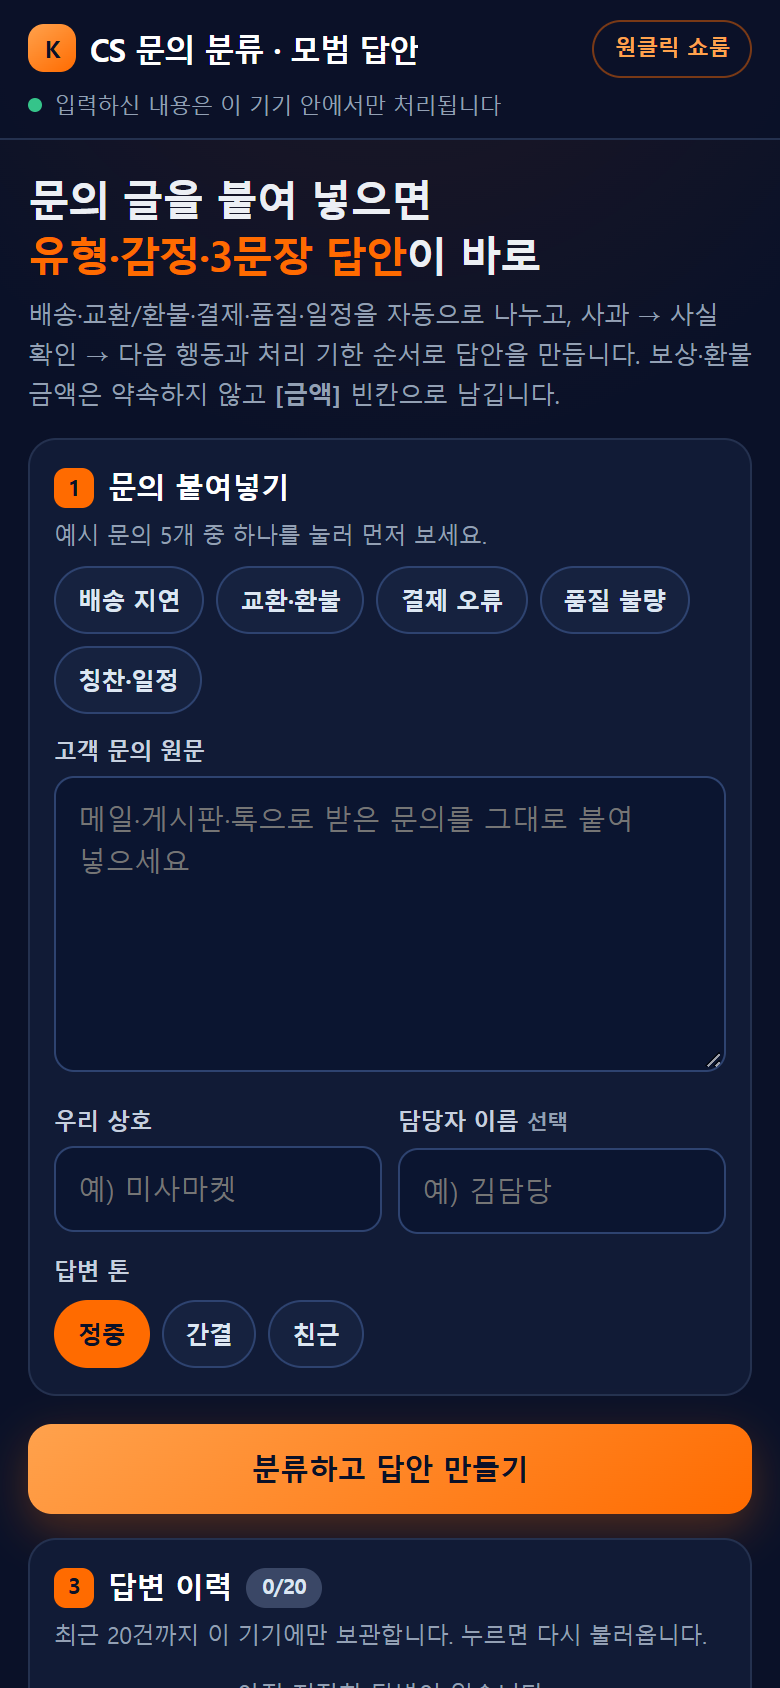 K CS 문의 분류 · 모범 답안
원클릭 쇼룸
입력하신 내용은 이 기기 안에서만 처리됩니다
문의 글을 붙여 넣으면
유형·감정·3문장 답안이 바로
배송·교환/환불·결제·품질·일정을 자동으로 나누고, 사과 → 사실
확인 → 다음 행동과 처리 기한 순서로 답안을 만듭니다. 보상·환불
금액은 약속하지 않고 [금액] 빈칸으로 남깁니다.
1 문의 붙여넣기
예시 문의 5개 중 하나를 눌러 먼저 보세요.
배송 지연 교환·환불 결제 오류 품질 불량
칭찬·일정
고객 문의 원문
메일·게시판·톡으로 받은 문의를 그대로 붙여
넣으세요
우리 상호 담당자 이름 선택
예) 미사마켓 예) 김담당
답변 톤
정중 간결 친근
분류하고 답안 만들기
3 답변 이력 0/20
최근 20건까지 이 기기에만 보관합니다. 누르면 다시 불러옵니다.